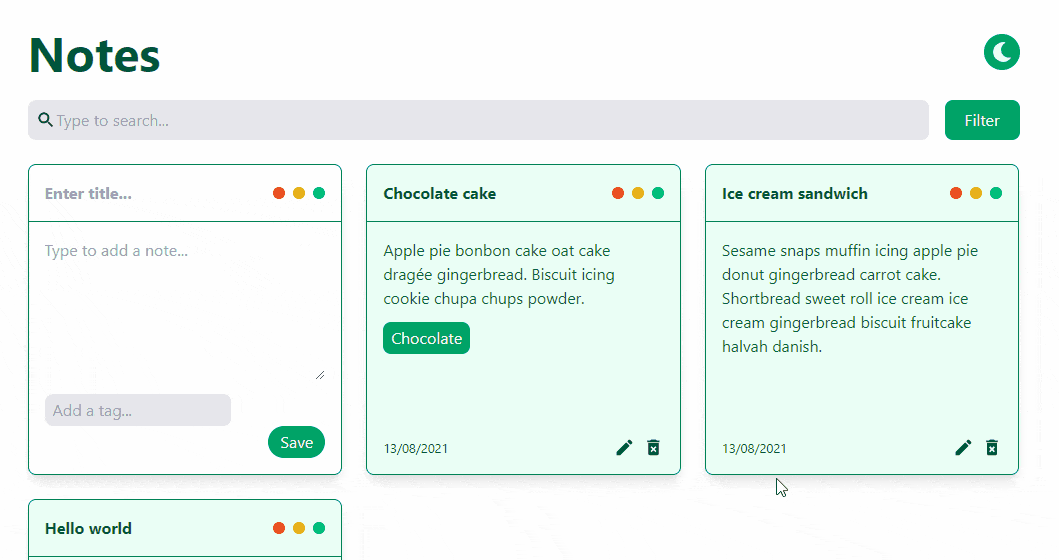 Notes
Type to search...
Filter
Enter title...
Type to add a note...
Add a tag...
Save
Chocolate cake
Apple pie bonbon cake oat cake
dragée gingerbread. Biscuit icing
cookie chupa chups powder.
Chocolate
13/08/2021
Ice cream sandwich
Sesame snaps muffin icing apple pie
donut gingerbread carrot cake.
Shortbread sweet roll ice cream ice
cream gingerbread biscuit fruitcake
halvah danish.
13/08/2021
Hello world